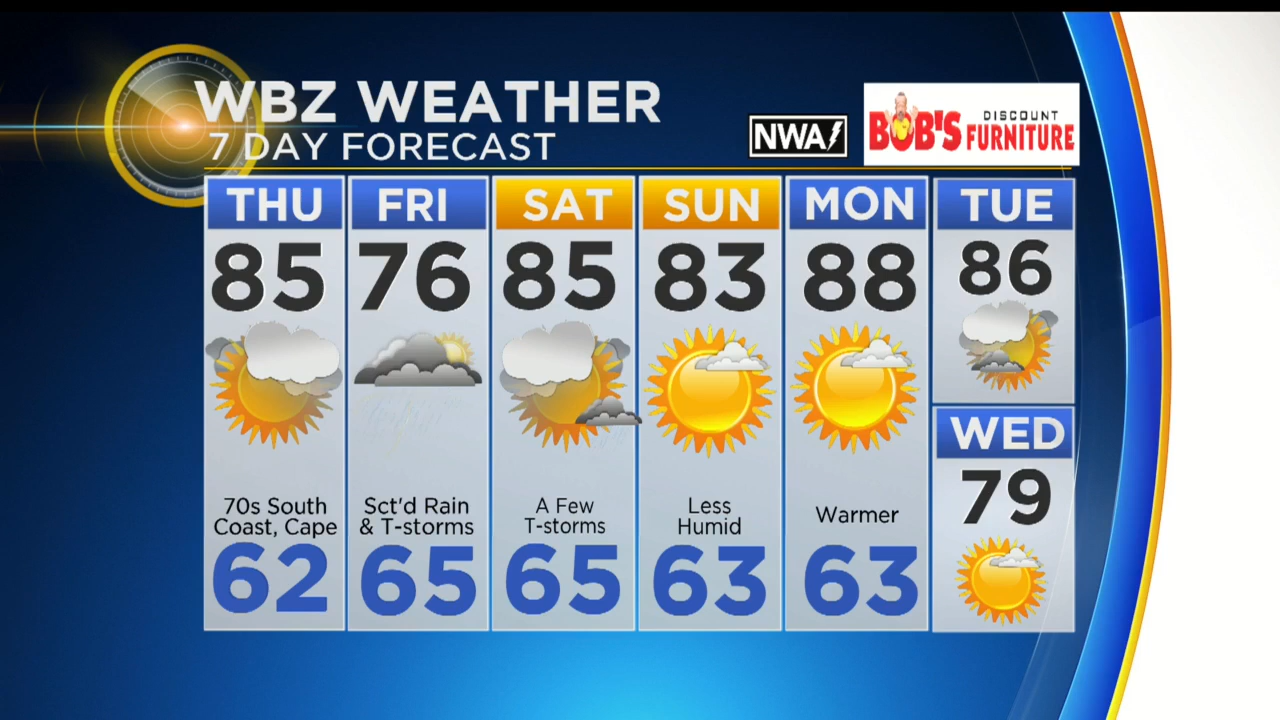 WBZ WEATHER
7 DAY FORECAST
NWA
BOB'S DISCOUNT FURNITURE
THU
85
70s South
Coast, Cape
62
FRI
76
Sct'd Rain
& T-storms
65
SAT
85
A Few
T-storms
65
SUN
83
Less
Humid
63
MON
88
Warmer
63
TUE
86
WED
79